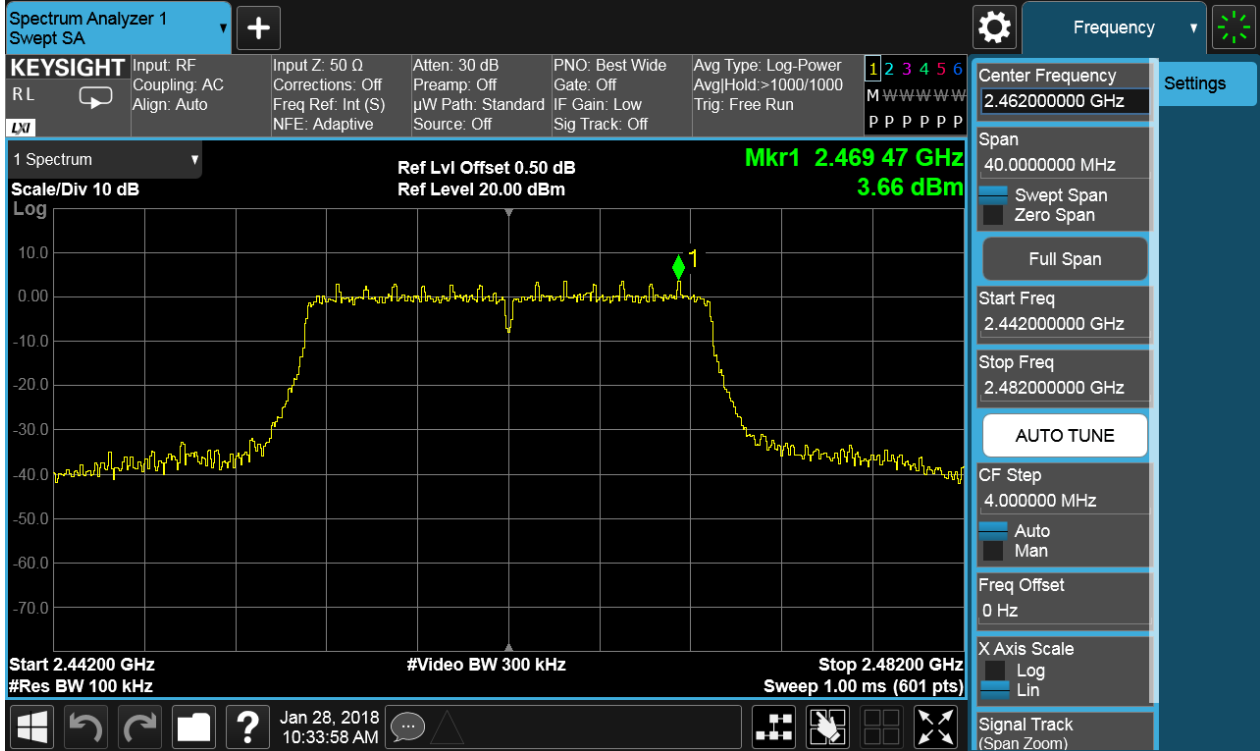 Spectrum Analyzer 1
Swept SA
+
Frequency
KEYSIGHT
R L
LXI
Input: RF
Coupling: AC
Align: Auto
Input Z: 50 Ω
Corrections: Off
Freq Ref: Int (S)
NFE: Adaptive
Atten: 30 dB
Preamp: Off
µW Path: Standard
Source: Off
PNO: Best Wide
Gate: Off
IF Gain: Low
Sig Track: Off
Avg Type: Log-Power
Avg|Hold:>1000/1000
Trig: Free Run
1 2 3 4 5 6
M W W W W W
P P P P P P
1 Spectrum
Scale/Div 10 dB
Log
Ref Lvl Offset 0.50 dB
Ref Level 20.00 dBm
Mkr1 2.469 47 GHz
3.66 dBm
1
10.0
0.00
-10.0
-20.0
-30.0
-40.0
-50.0
-60.0
-70.0
Start 2.44200 GHz
#Res BW 100 kHz
#Video BW 300 kHz
Stop 2.48200 GHz
Sweep 1.00 ms (601 pts)
?
Jan 28, 2018
10:33:58 AM
Center Frequency
2.462000000 GHz
Span
40.0000000 MHz
Swept Span
Zero Span
Full Span
Start Freq
2.442000000 GHz
Stop Freq
2.482000000 GHz
AUTO TUNE
CF Step
4.000000 MHz
Auto
Man
Freq Offset
0 Hz
X Axis Scale
Log
Lin
Signal Track
(Span Zoom)
Settings